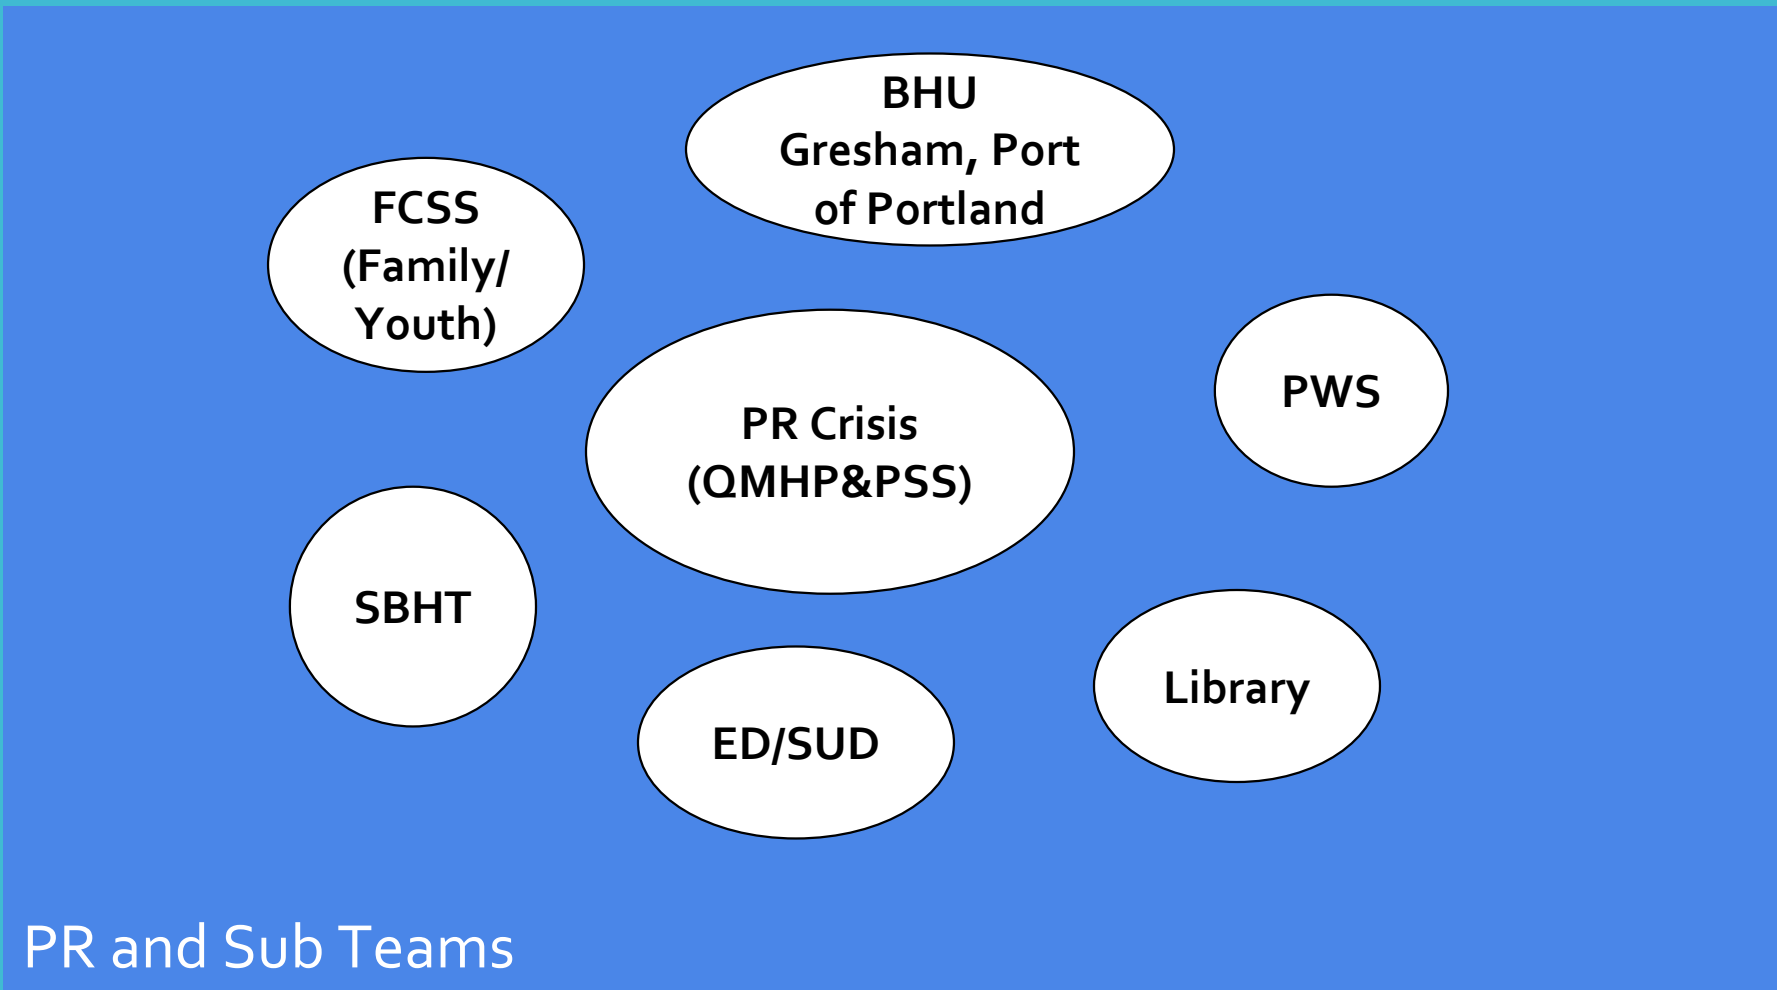 BHU
Gresham, Port
of Portland
FCSS
(Family/
Youth)
PWS
PR Crisis
(QMHP&PSS)
SBHT
Library
ED/SUD
PR and Sub Teams